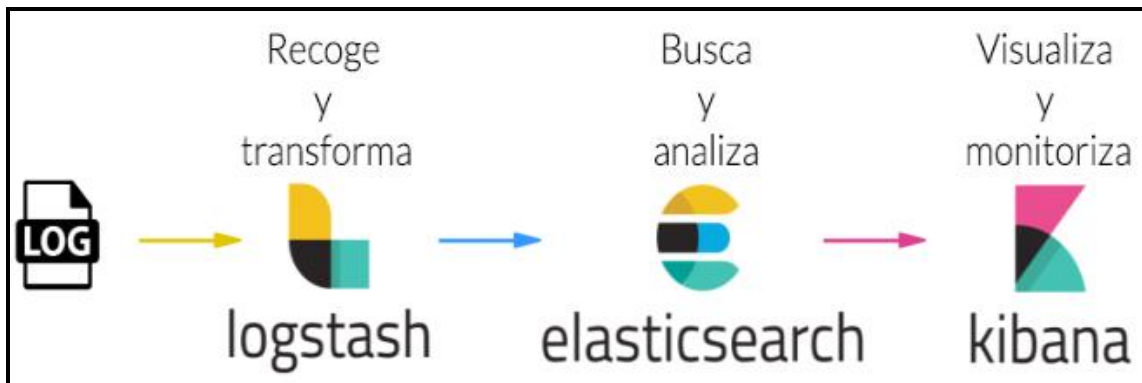 Recoge
y
transforma
Busca
y
analiza
Visualiza
y
monitoriza
LOG
logstash
elasticsearch
kibana